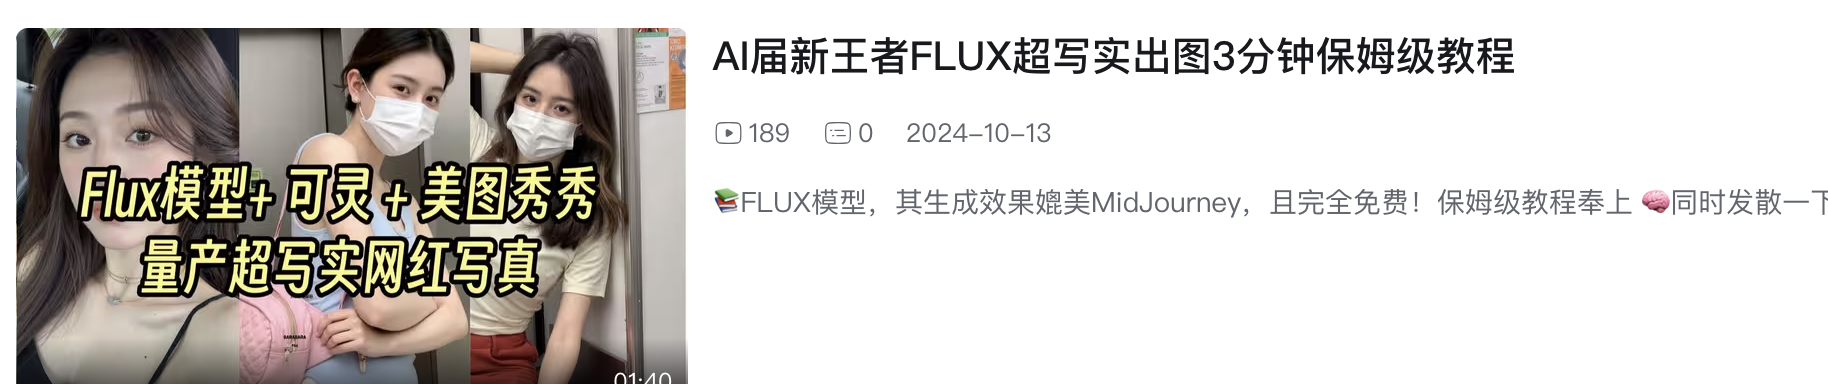 Flux模型+ 可灵 + 美图秀秀
量产超写实网红写真
01:40
AI届新王者FLUX超写实出图3分钟保姆级教程
189 0 2024-10-13
📚FLUX模型，其生成效果媲美MidJourney，且完全免费！保姆级教程奉上 🧠同时发散一下